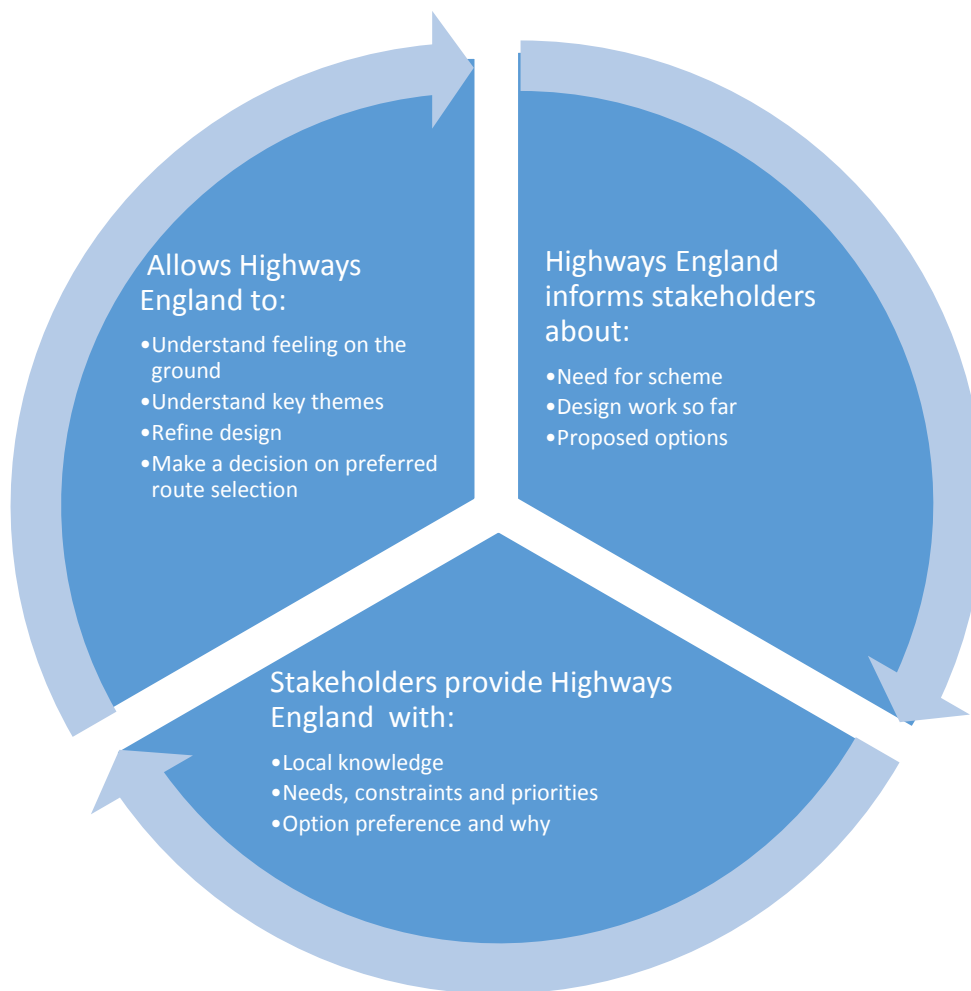 Allows Highways
England to:
•Understand feeling on the
ground
•Understand key themes
•Refine design
•Make a decision on preferred
route selection
Highways England
informs stakeholders
about:
•Need for scheme
•Design work so far
•Proposed options
Stakeholders provide Highways
England  with:
•Local knowledge
•Needs, constraints and priorities
•Option preference and why